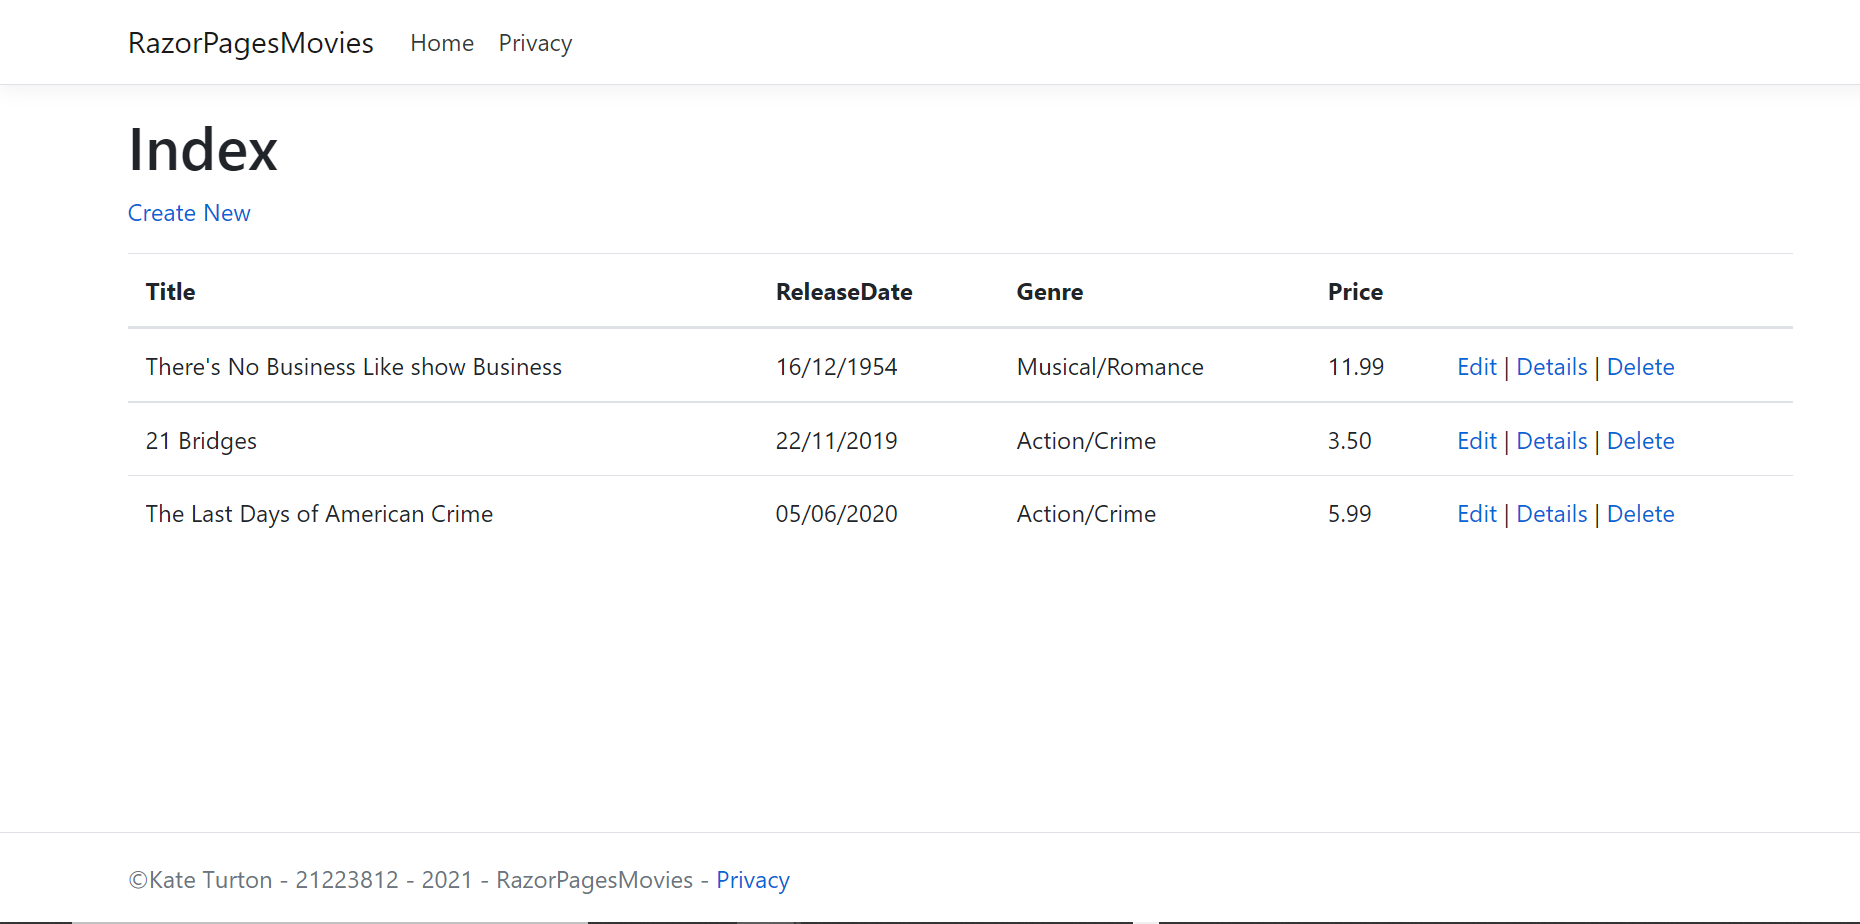 RazorPagesMovies Home Privacy
Index
Create New
Title ReleaseDate Genre Price
There's No Business Like show Business 16/12/1954 Musical/Romance 11.99 Edit | Details | Delete
21 Bridges 22/11/2019 Action/Crime 3.50 Edit | Details | Delete
The Last Days of American Crime 05/06/2020 Action/Crime 5.99 Edit | Details | Delete
©Kate Turton - 21223812 - 2021 - RazorPagesMovies - Privacy